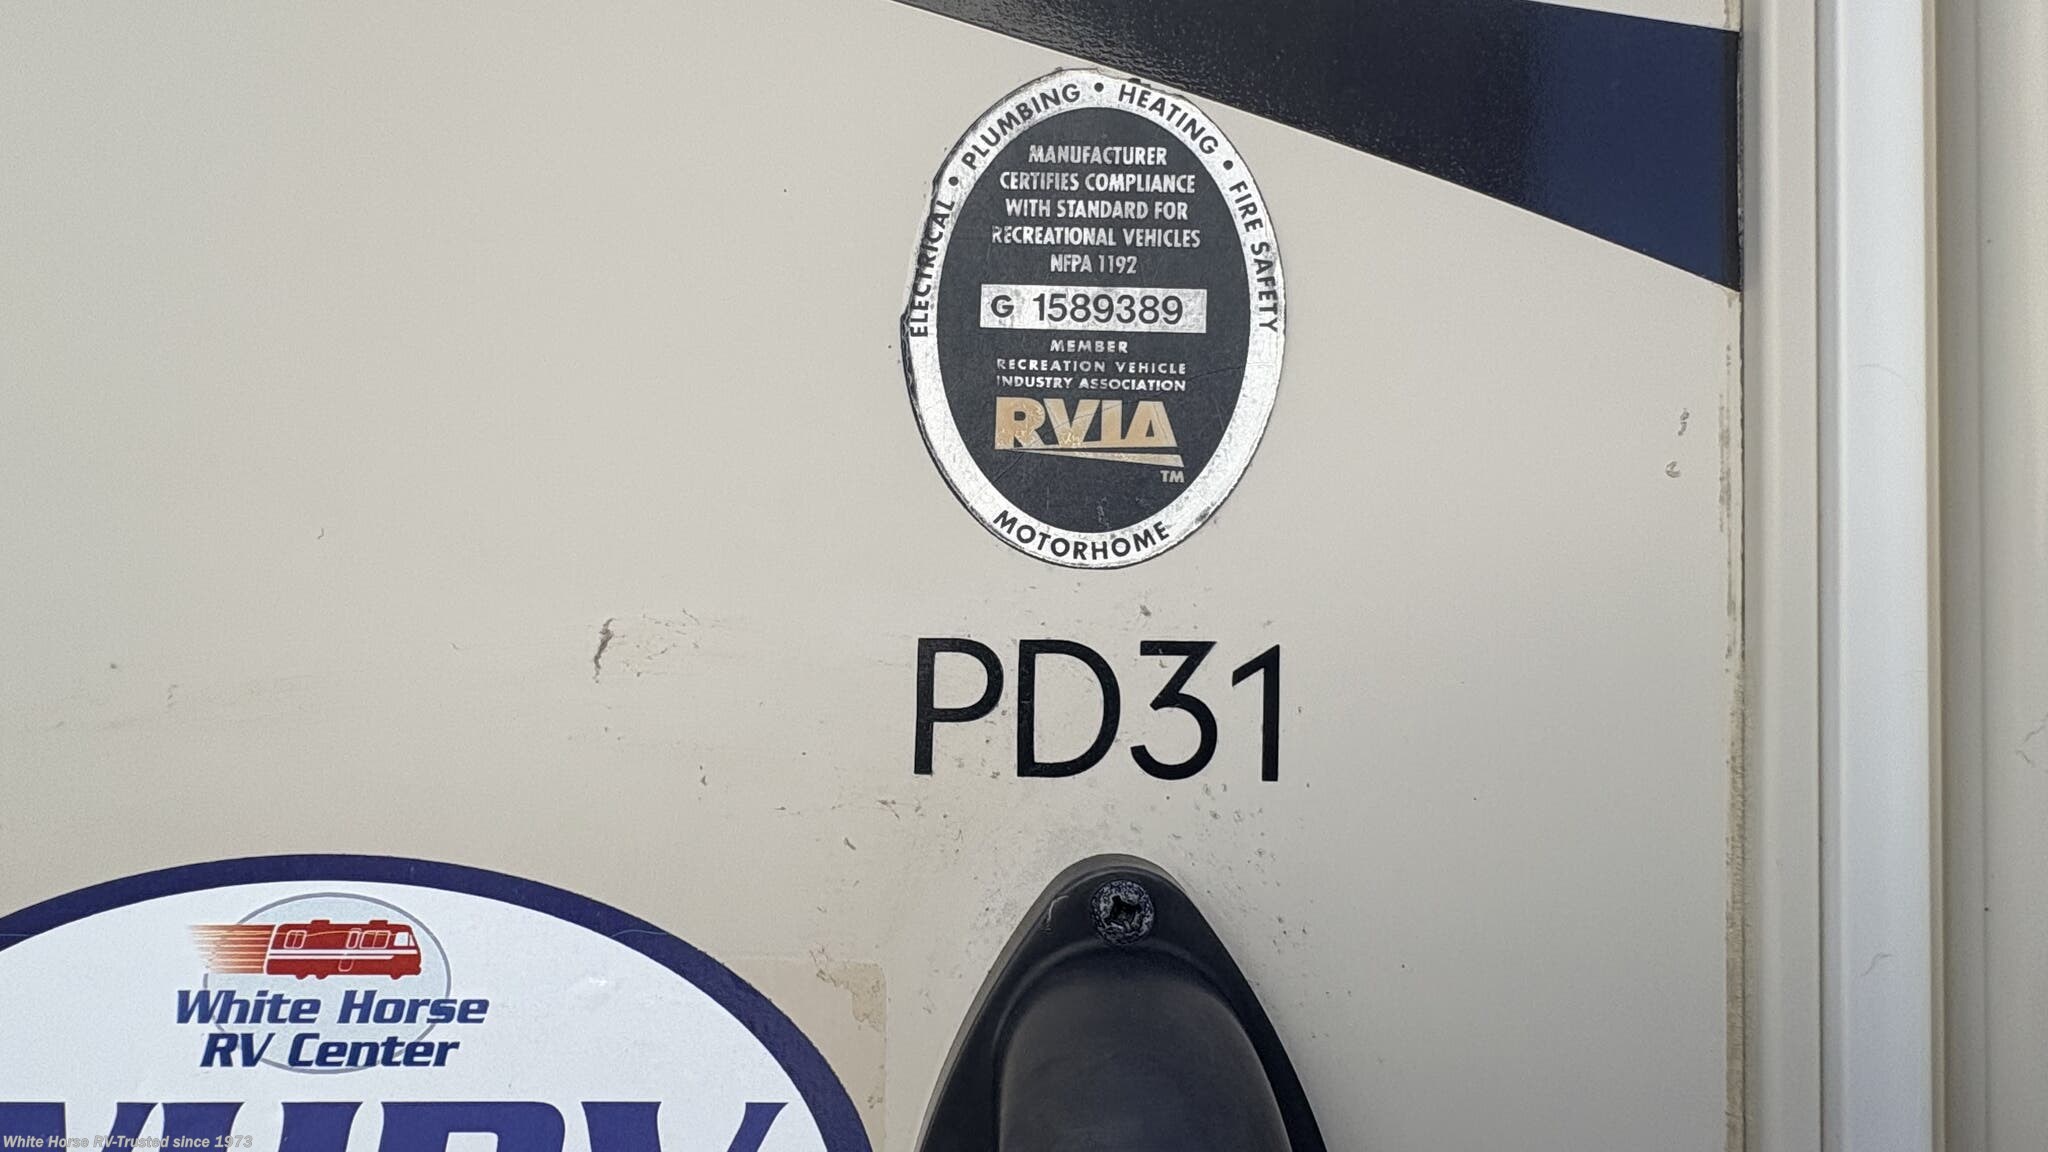 ELECTRICAL • PLUMBING • HEATING • FIRE SAFETY
MANUFACTURER
CERTIFIES COMPLIANCE
WITH STANDARD FOR
RECREATIONAL VEHICLES
NFPA 1192
G 1589389
MEMBER
RECREATION VEHICLE
INDUSTRY ASSOCIATION
RVIA
TM
MOTORHOME
PD31
White Horse
RV Center
White Horse RV-Trusted since 1973